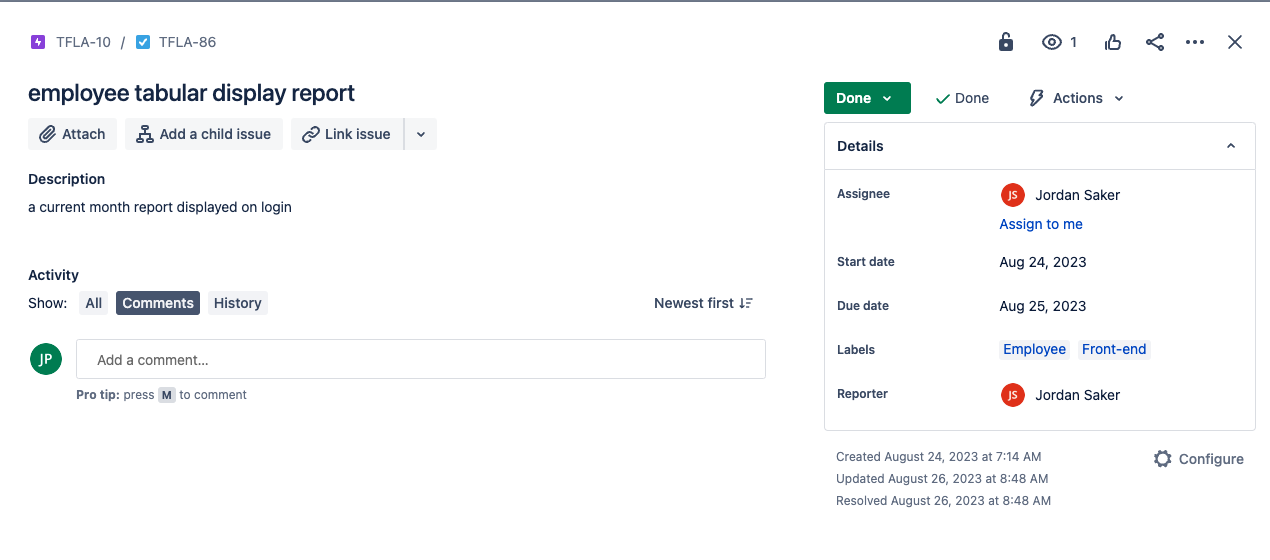 TFLA-10 / TFLA-86
1
employee tabular display report
Attach
Add a child issue
Link issue
Description
a current month report displayed on login
Activity
Show: All Comments History
Newest first
JP
Add a comment...
Pro tip: press M to comment
Done
Done
Actions
Details
Assignee
JS Jordan Saker
Assign to me
Start date
Aug 24, 2023
Due date
Aug 25, 2023
Labels
Employee Front-end
Reporter
JS Jordan Saker
Created August 24, 2023 at 7:14 AM
Updated August 26, 2023 at 8:48 AM
Resolved August 26, 2023 at 8:48 AM
Configure